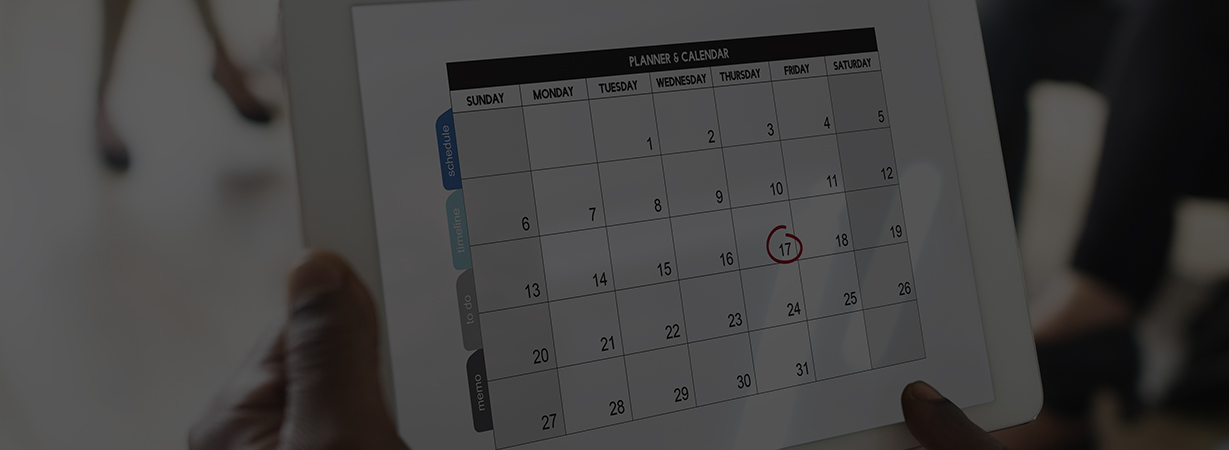 PLANNER & CALENDAR
SUNDAY MONDAY TUESDAY WEDNESDAY THURSDAY FRIDAY SATURDAY
1 2 3 4 5
6 7 8 9 10 11 12
13 14 15 16 17 18 19
20 21 22 23 24 25 26
27 28 29 30 31
schedule
timeline
to do
memo